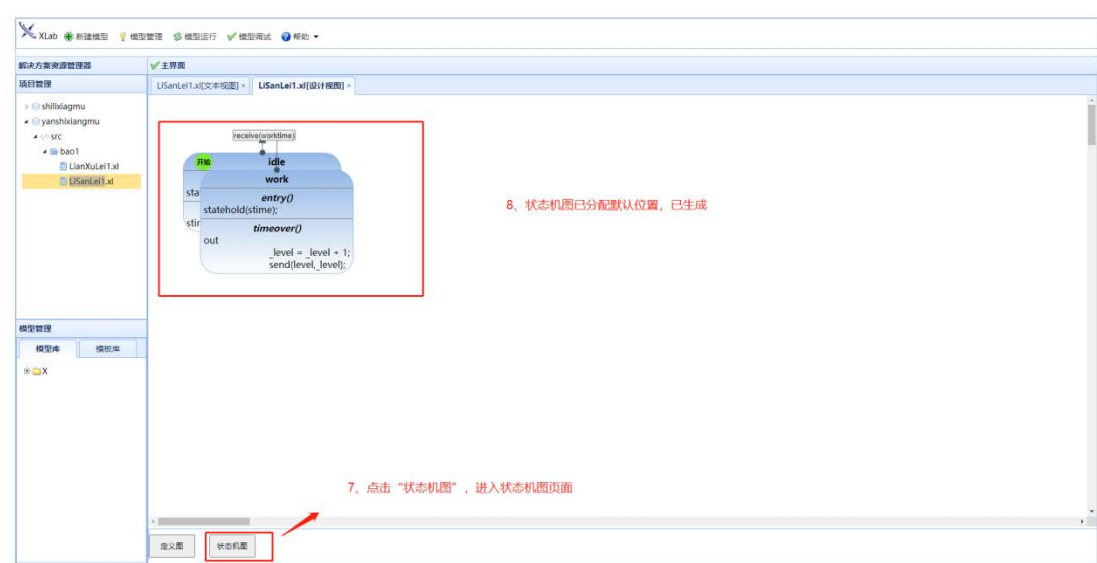 XLab 新建模型 模型管理 模型运行 模型调试 帮助
解决方案资源管理器
主界面
项目管理
LiSanLei1.xl[文本视图] × LiSanLei1.xl[设计视图] ×
shilixiagmu
yanshixiangmu
src
bao1
LianXuLei1.xl
LiSanLei1.xl
receive(worktime)
开始 idle
work
sta
entry()
statehold(stime);
stir
timeover()
out
_level = _level + 1;
send(level,_level);
8、状态机图已分配默认位置，已生成
模型管理
模型库 模板库
X
7、点击“状态机图”，进入状态机图页面
定义图 状态机图